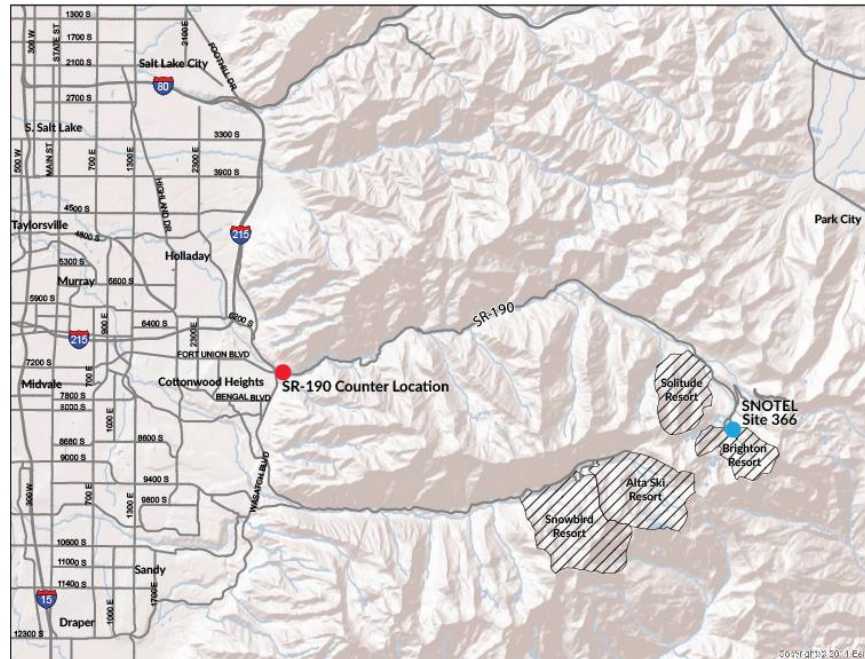 1300 S
1700 S
2100 S
2700 S
300 W
STATE ST
2100 E
FOOTHILL DR
Salt Lake City
80
S. Salt Lake
3300 S
3900 S
500 W
MAIN ST.
700 E
1300 E
2300 E
HIGHLAND DR
4500 S
Taylorsville
4800 S
215
Holladay
Park City
5300 S
Murray
5600 S
5900 S
900 E
6200 S
6400 S
215
2300 E
SR-190
FORT UNION BLVD
7200 S
Midvale
700 E
Cottonwood Heights
BENGAL BLVD
SR-190 Counter Location
7800 S
8000 S
1000 E
8600 S
8680 S
9000 S
Solitude
Resort
SNOTEL
Site 366
Brighton
Resort
WASATCH BLVD
9400 S
9800 S
300 W
700 E
1300 E
Alta Ski
Resort
Snowbird
Resort
10600 S
11000 S
11400 S
Sandy
1700 E
15
1000 E
Draper
12300 S